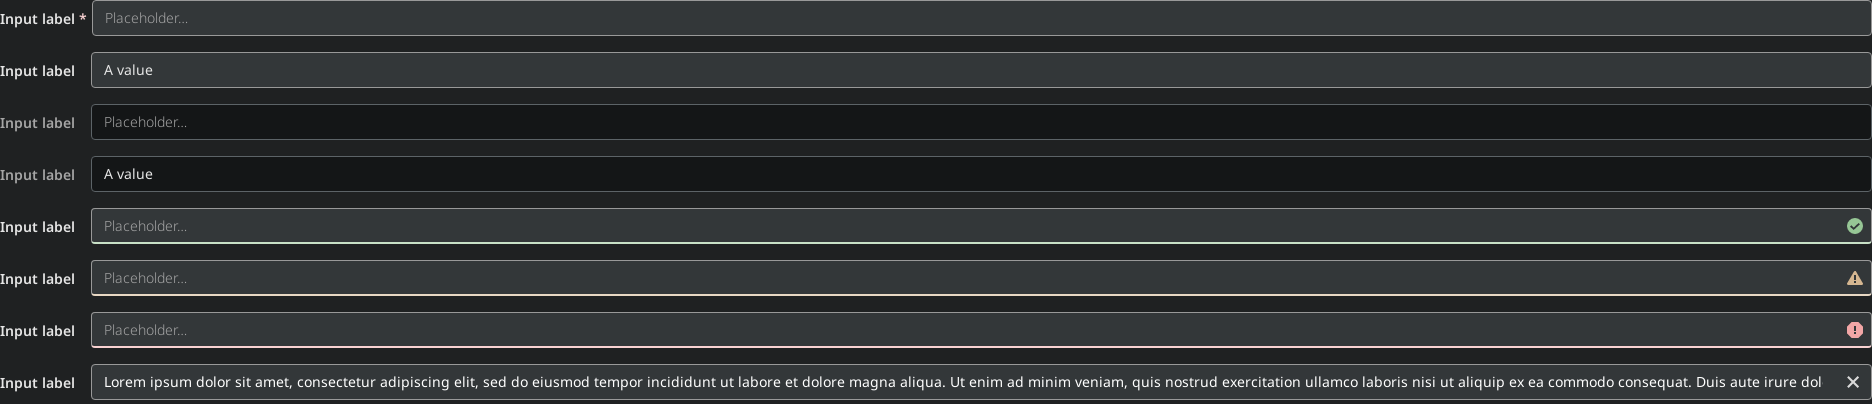 Input label * Placeholder...
Input label A value
Input label Placeholder...
Input label A value
Input label Placeholder...
Input label Placeholder...
Input label Placeholder...
Input label Lorem ipsum dolor sit amet, consectetur adipiscing elit, sed do eiusmod tempor incididunt ut labore et dolore magna aliqua. Ut enim ad minim veniam, quis nostrud exercitation ullamco laboris nisi ut aliquip ex ea commodo consequat. Duis aute irure dol